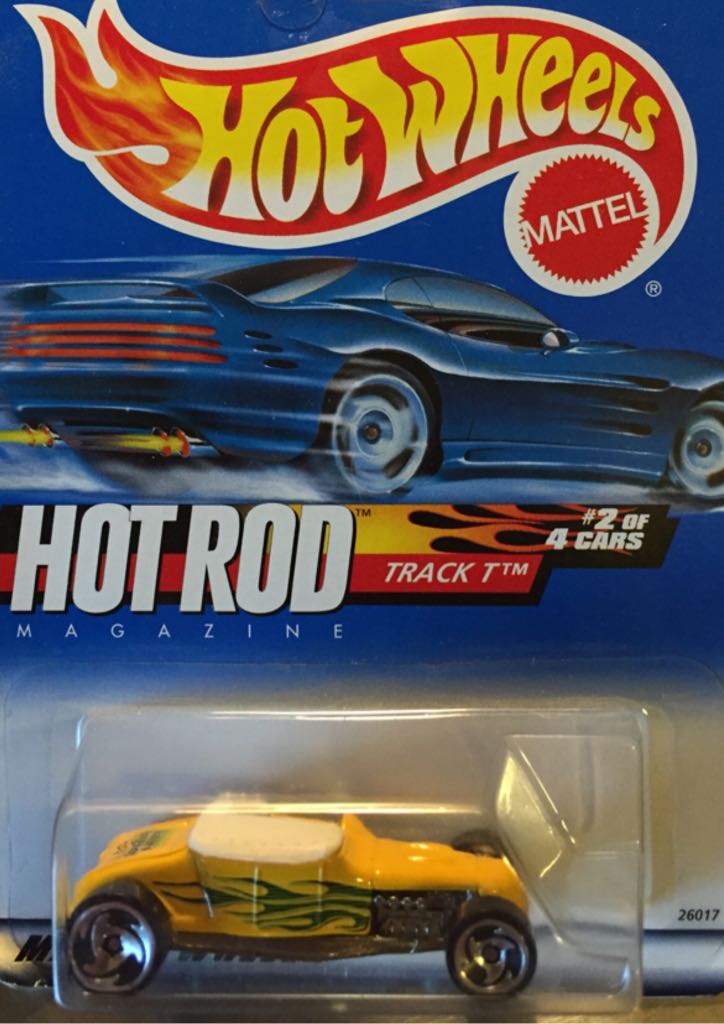 HOT WHEELS
MATTEL
®
HOT ROD™
MAGAZINE
TRACK T™
#2 OF
4 CARS
26017